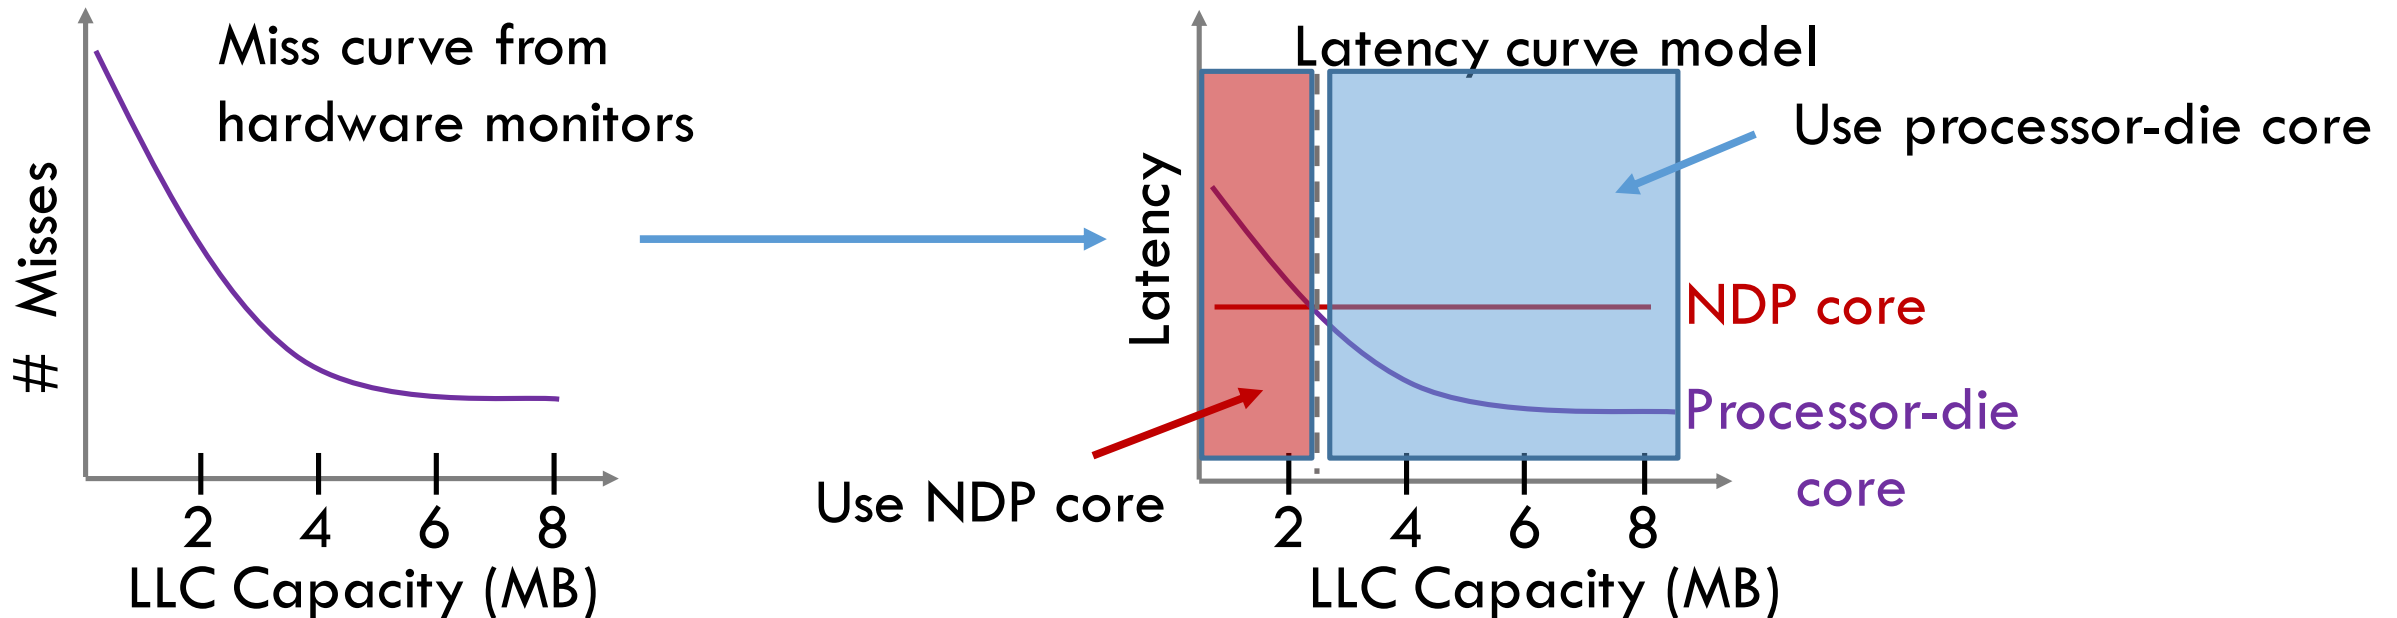 Miss curve from
hardware monitors
# Misses
2 4 6 8
LLC Capacity (MB)
Latency curve model
Use processor-die core
Latency
NDP core
Processor-die
core
Use NDP core
2 4 6 8
LLC Capacity (MB)